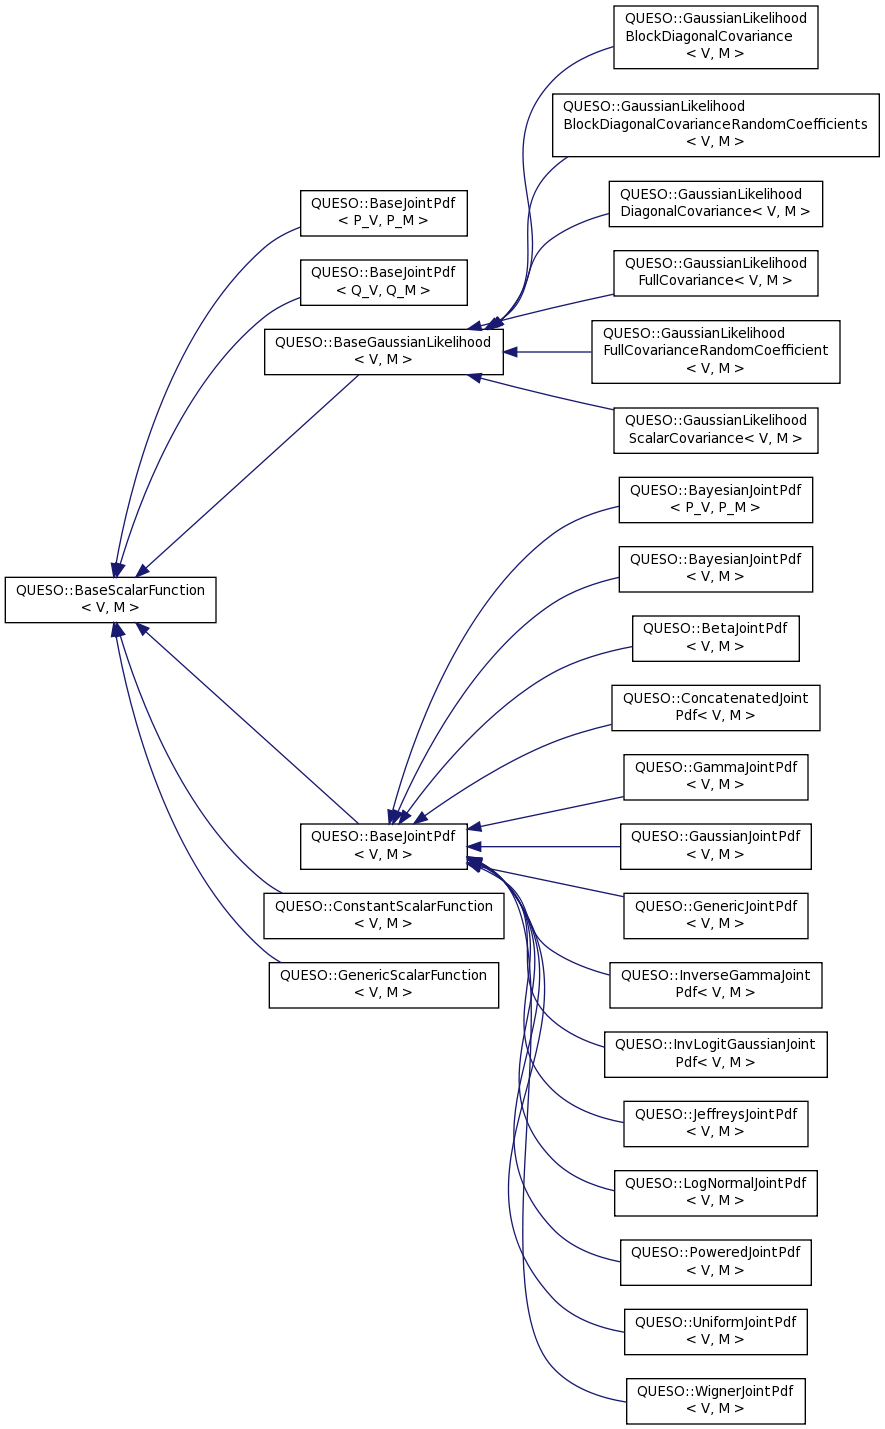 QUESO::GaussianLikelihood
BlockDiagonalCovariance
< V, M >
QUESO::GaussianLikelihood
BlockDiagonalCovarianceRandomCoefficients
< V, M >
QUESO::GaussianLikelihood
DiagonalCovariance< V, M >
QUESO::BaseJointPdf
< P_V, P_M >
QUESO::GaussianLikelihood
FullCovariance< V, M >
QUESO::BaseJointPdf
< Q_V, Q_M >
QUESO::BaseGaussianLikelihood
< V, M >
QUESO::GaussianLikelihood
FullCovarianceRandomCoefficient
< V, M >
QUESO::GaussianLikelihood
ScalarCovariance< V, M >
QUESO::BayesianJointPdf
< P_V, P_M >
QUESO::BayesianJointPdf
< V, M >
QUESO::BaseScalarFunction
< V, M >
QUESO::BetaJointPdf
< V, M >
QUESO::ConcatenatedJoint
Pdf< V, M >
QUESO::GammaJointPdf
< V, M >
QUESO::BaseJointPdf
< V, M >
QUESO::GaussianJointPdf
< V, M >
QUESO::ConstantScalarFunction
< V, M >
QUESO::GenericJointPdf
< V, M >
QUESO::GenericScalarFunction
< V, M >
QUESO::InverseGammaJoint
Pdf< V, M >
QUESO::InvLogitGaussianJoint
Pdf< V, M >
QUESO::JeffreysJointPdf
< V, M >
QUESO::LogNormalJointPdf
< V, M >
QUESO::PoweredJointPdf
< V, M >
QUESO::UniformJointPdf
< V, M >
QUESO::WignerJointPdf
< V, M >